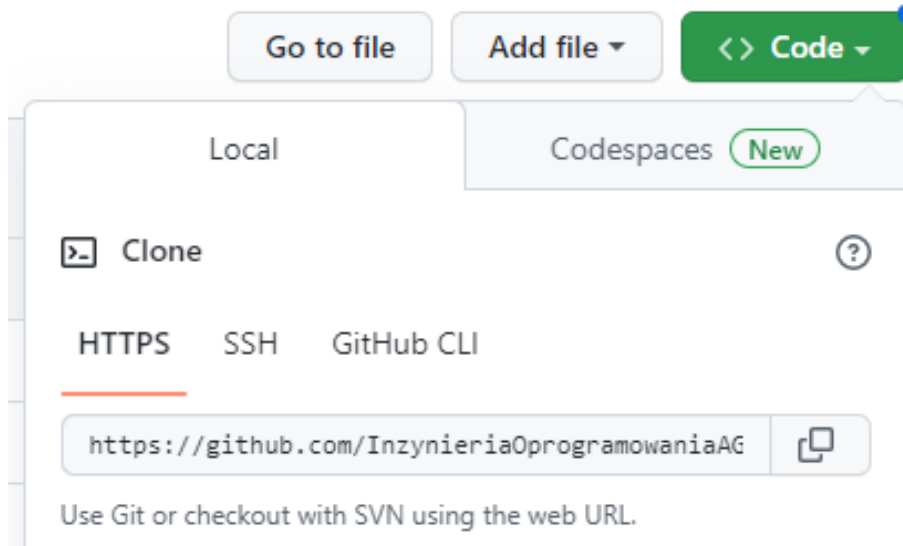 Go to file Add file <> Code
Local Codespaces New
Clone
HTTPS SSH GitHub CLI
https://github.com/InzynieriaOprogramowaniaAG
Use Git or checkout with SVN using the web URL.